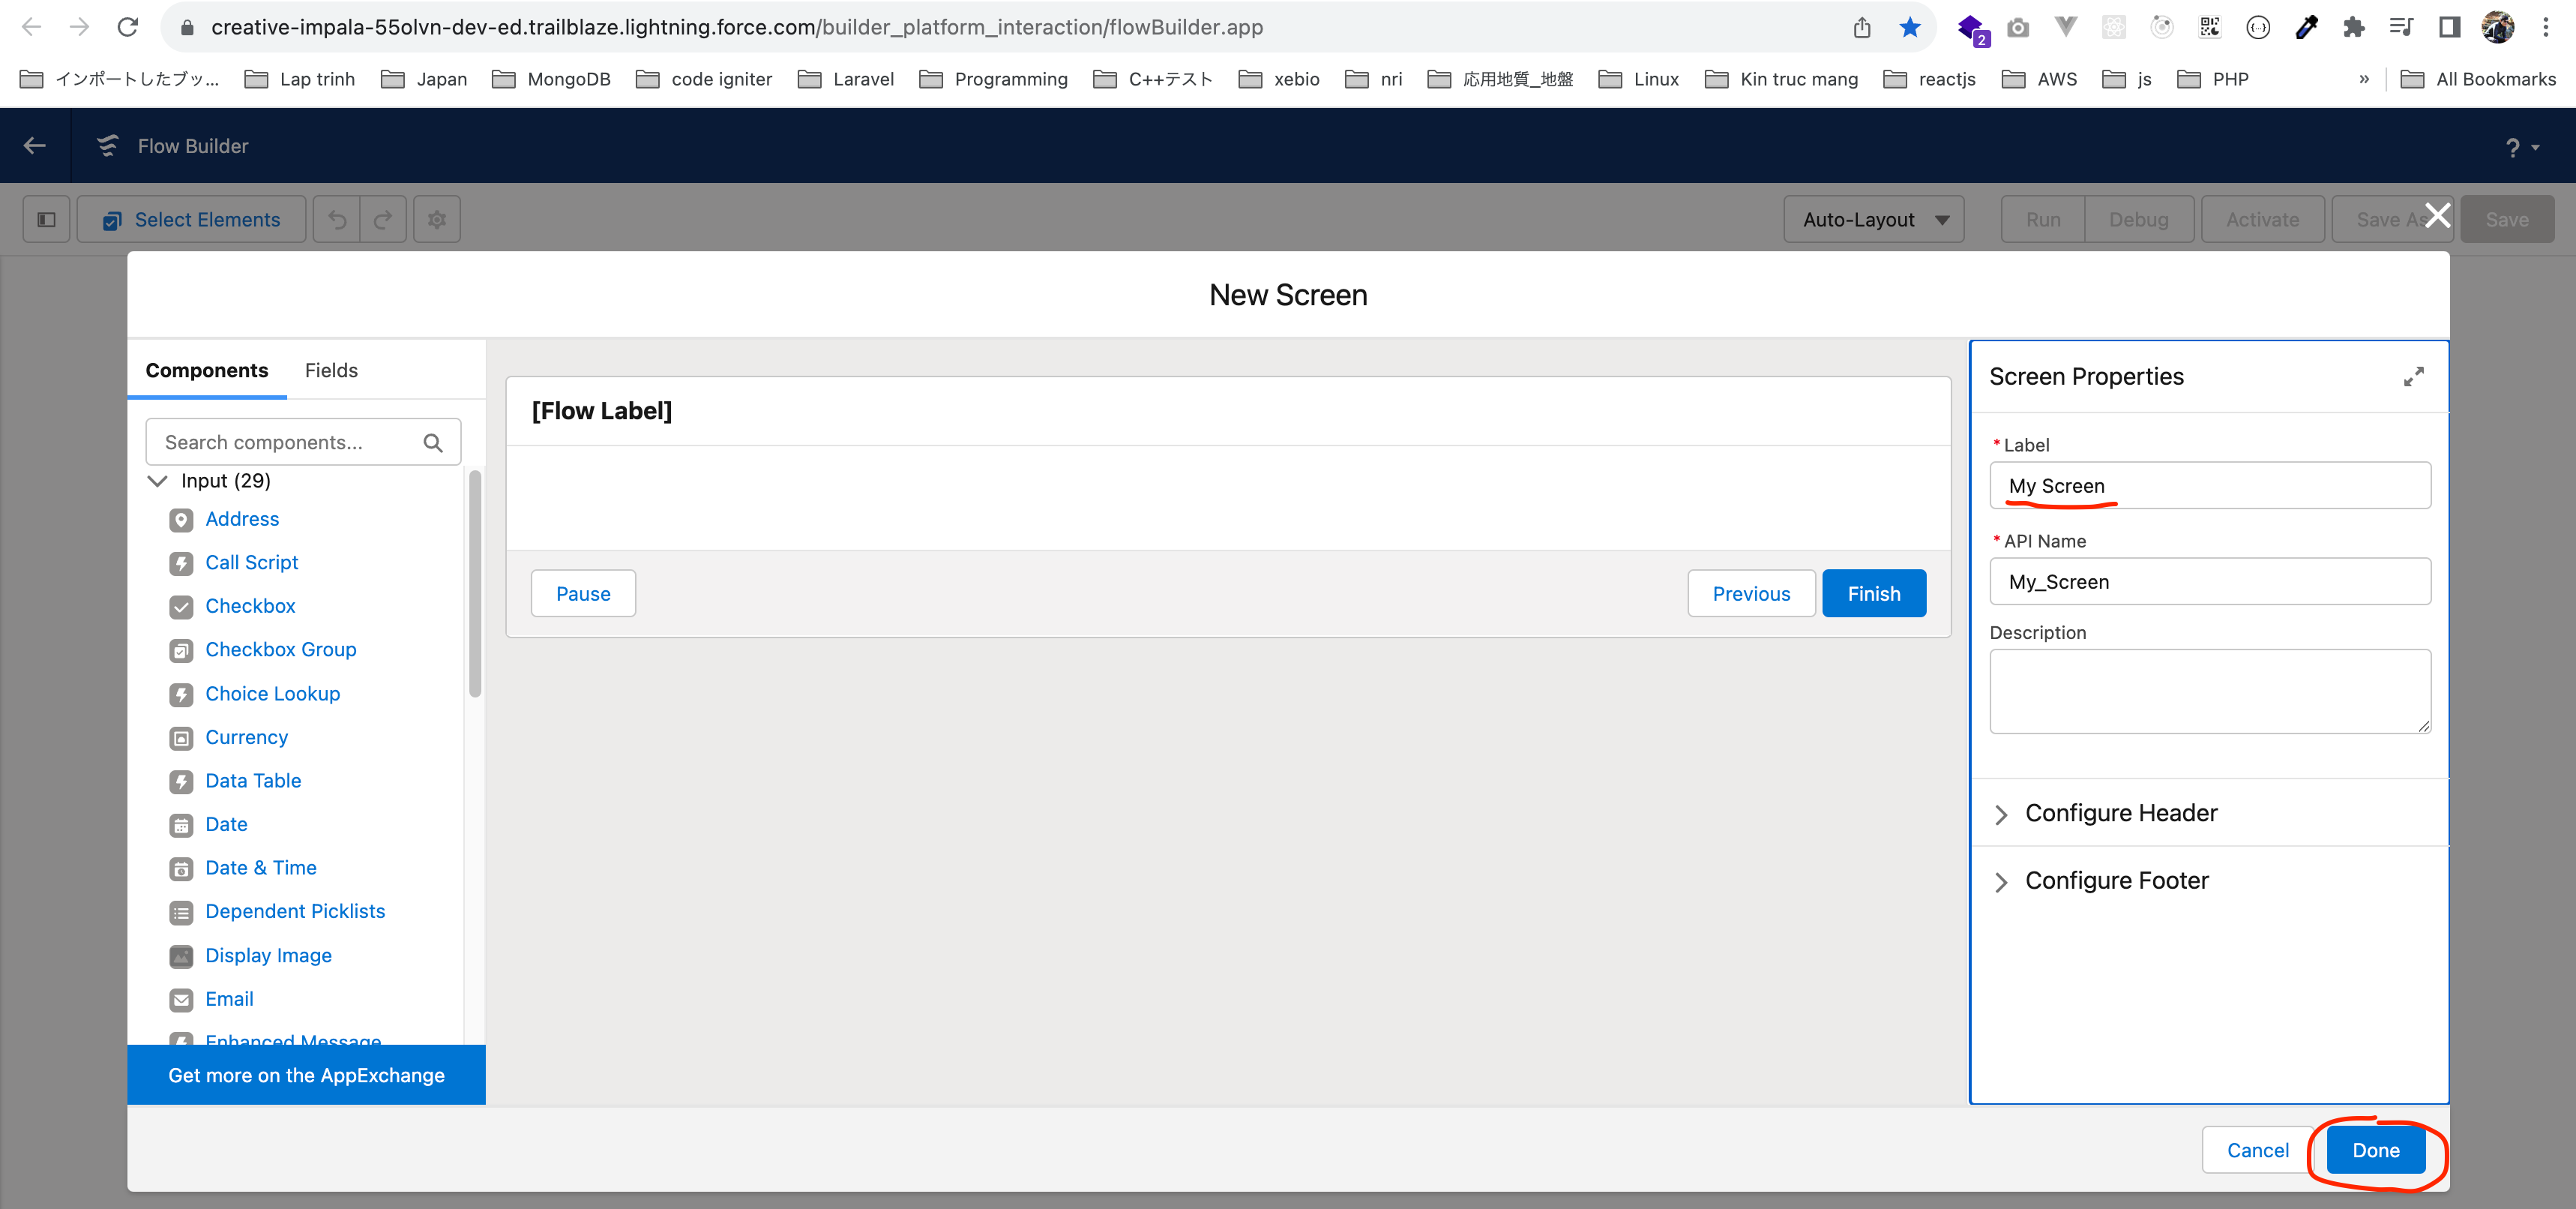 creative-impala-55olvn-dev-ed.trailblaze.lightning.force.com/builder_platform_interaction/flowBuilder.app
2
インポートしたブッ... Lap trinh Japan MongoDB code igniter Laravel Programming C++テスト xebio nri 応用地質_地盤 Linux Kin truc mang reactjs AWS js PHP » All Bookmarks
Flow Builder ?
Select Elements Auto-Layout Run Debug Activate Save As Save
New Screen
Components Fields
Search components...
Input (29)
Address
Call Script
Checkbox
Checkbox Group
Choice Lookup
Currency
Data Table
Date
Date & Time
Dependent Picklists
Display Image
Email
Enhanced Message
Get more on the AppExchange
[Flow Label]
Pause Previous Finish
Screen Properties
* Label
My Screen
* API Name
My_Screen
Description
Configure Header
Configure Footer
Cancel Done